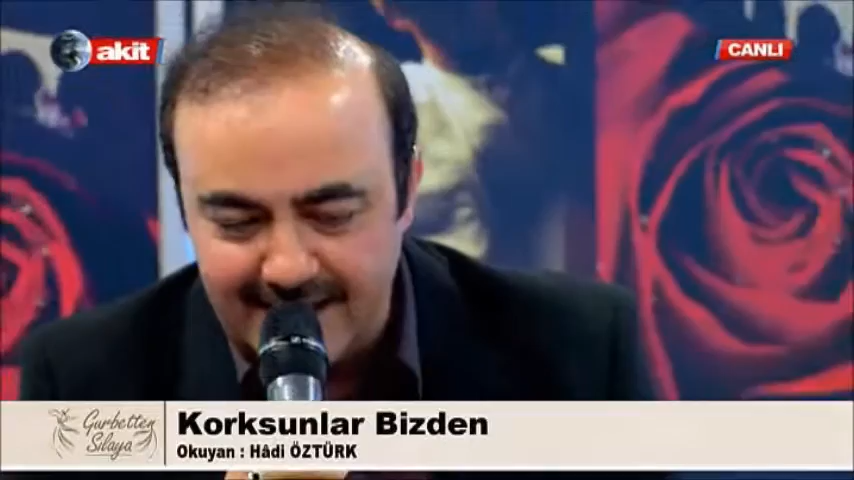 akit
CANLI
Gurbetten
Sılaya
Korksunlar Bizden
Okuyan : Hâdi ÖZTÜRK